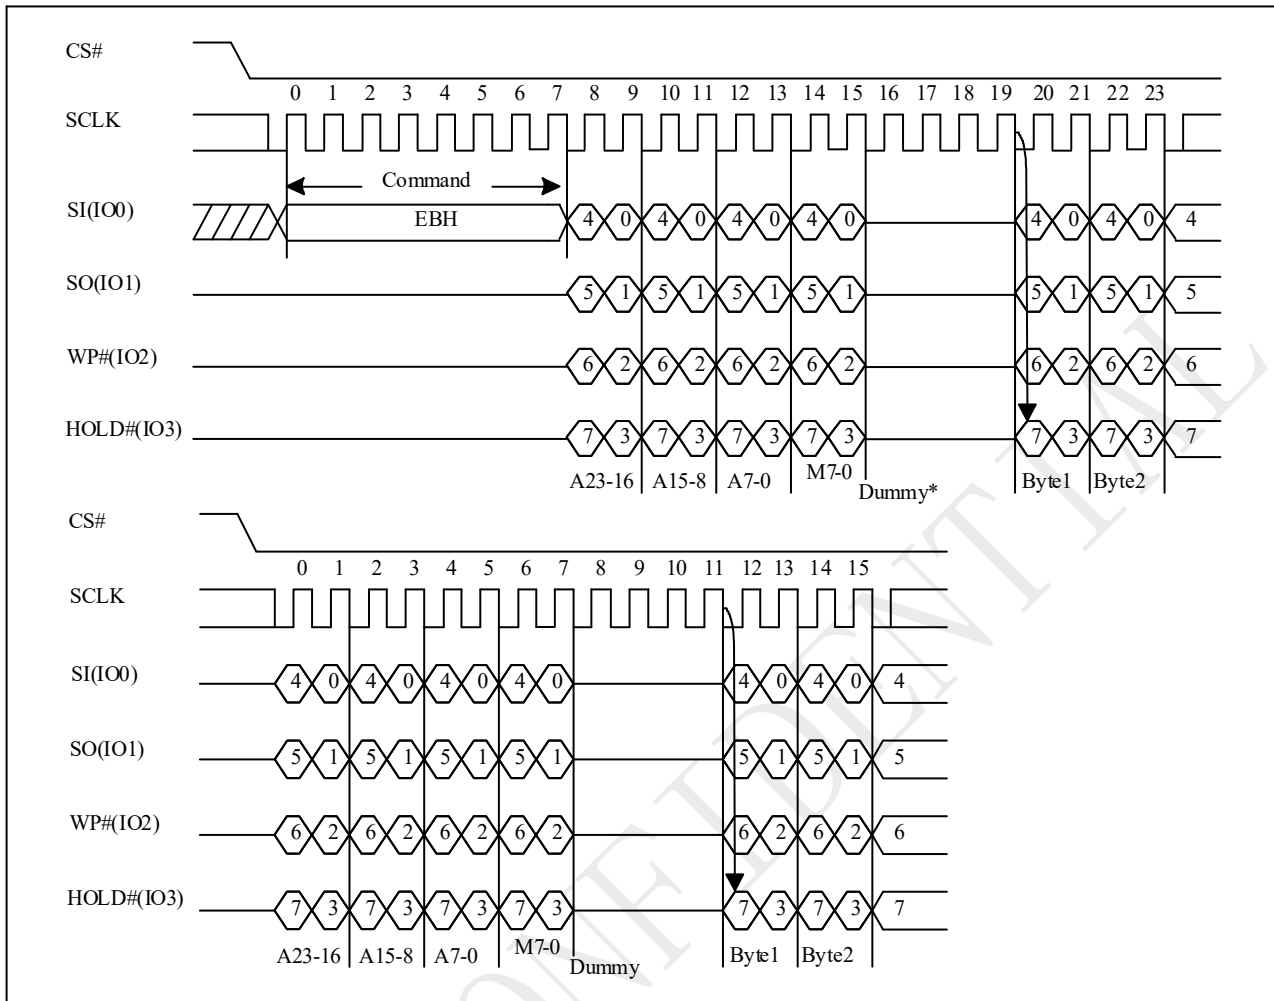 CS#
0 1 2 3 4 5 6 7 8 9 10 11 12 13 14 15 16 17 18 19 20 21 22 23
SCLK
Command
SI(IO0) EBH 4 0 4 0 4 0 4 0 4 0 4 0 4
SO(IO1) 5 1 5 1 5 1 5 1 5 1 5 1 5
WP#(IO2) 6 2 6 2 6 2 6 2 6 2 6 2 6
HOLD#(IO3) 7 3 7 3 7 3 7 3 7 3 7 3 7
A23-16 A15-8 A7-0 M7-0 Dummy* Byte1 Byte2
CS#
0 1 2 3 4 5 6 7 8 9 10 11 12 13 14 15
SCLK
SI(IO0) 4 0 4 0 4 0 4 0 4 0 4 0 4
SO(IO1) 5 1 5 1 5 1 5 1 5 1 5 1 5
WP#(IO2) 6 2 6 2 6 2 6 2 6 2 6 2 6
HOLD#(IO3) 7 3 7 3 7 3 7 3 7 3 7 3 7
A23-16 A15-8 A7-0 M7-0 Dummy Byte1 Byte2
ONFIDENTIAL